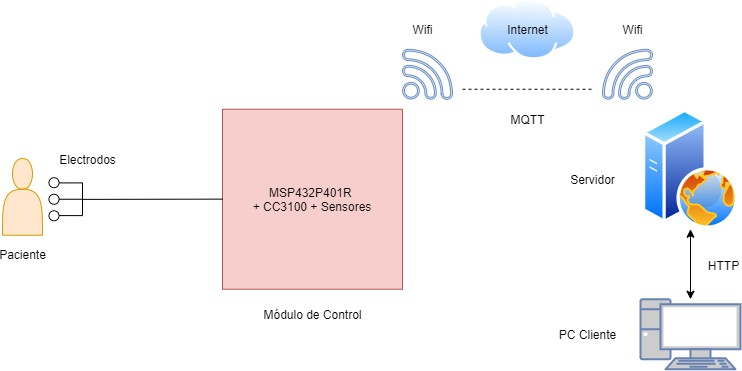 Wifi
Internet
Wifi
MQTT
Electrodos
MSP432P401R
+ CC3100 + Sensores
Servidor
Paciente
HTTP
Módulo de Control
PC Cliente